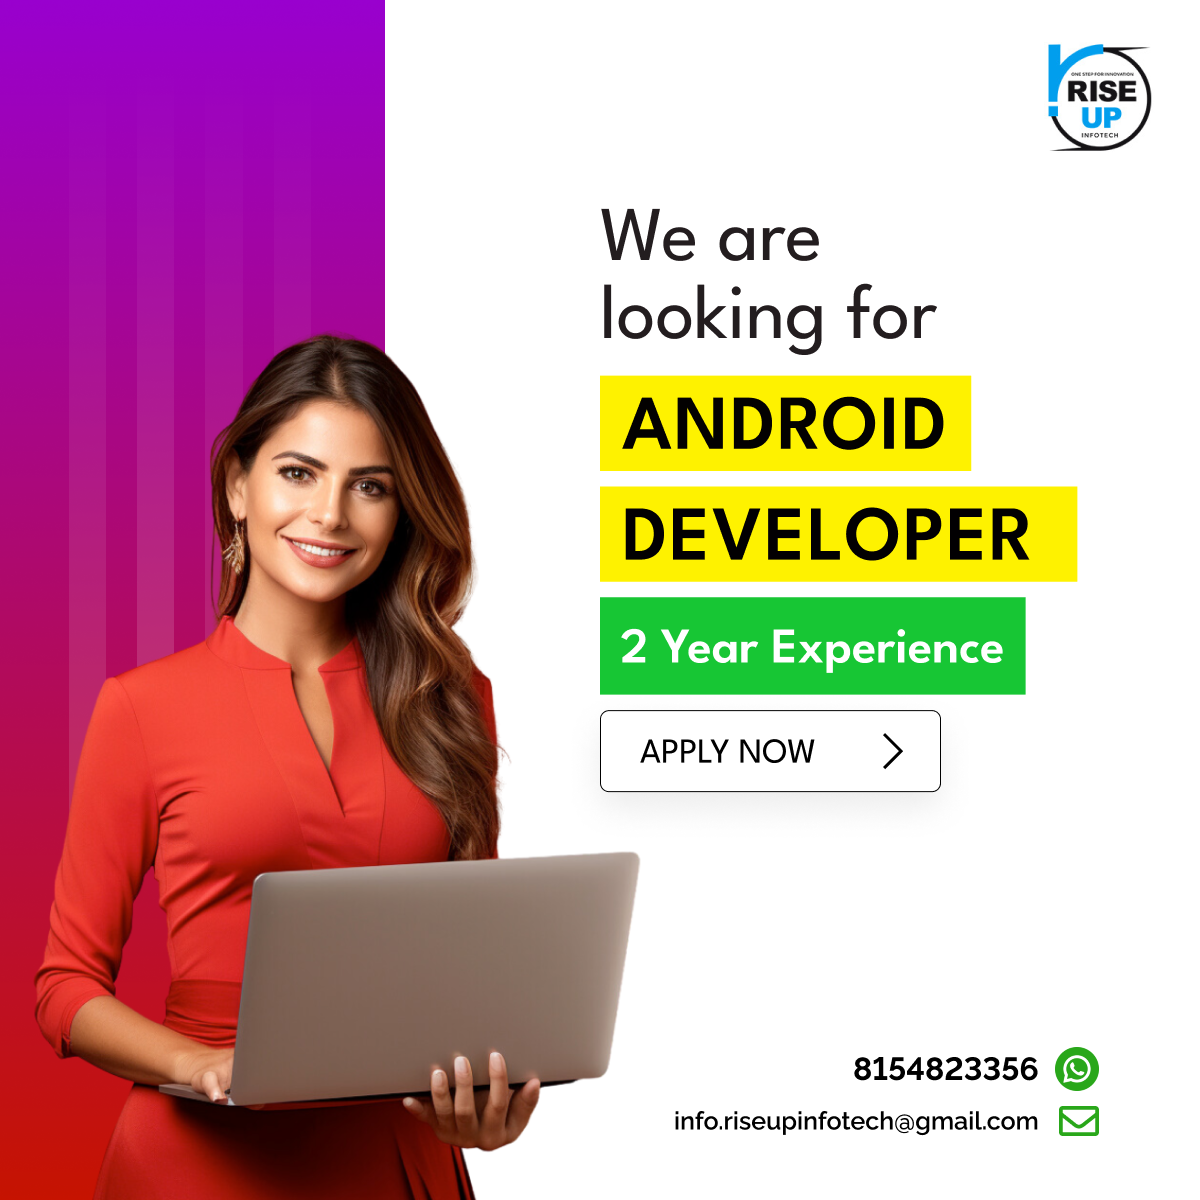 ONE STEP FOR INNOVATION
RISE
UP
INFOTECH
We are
looking for
ANDROID
DEVELOPER
2 Year Experience
APPLY NOW
8154823356
info.riseupinfotech@gmail.com